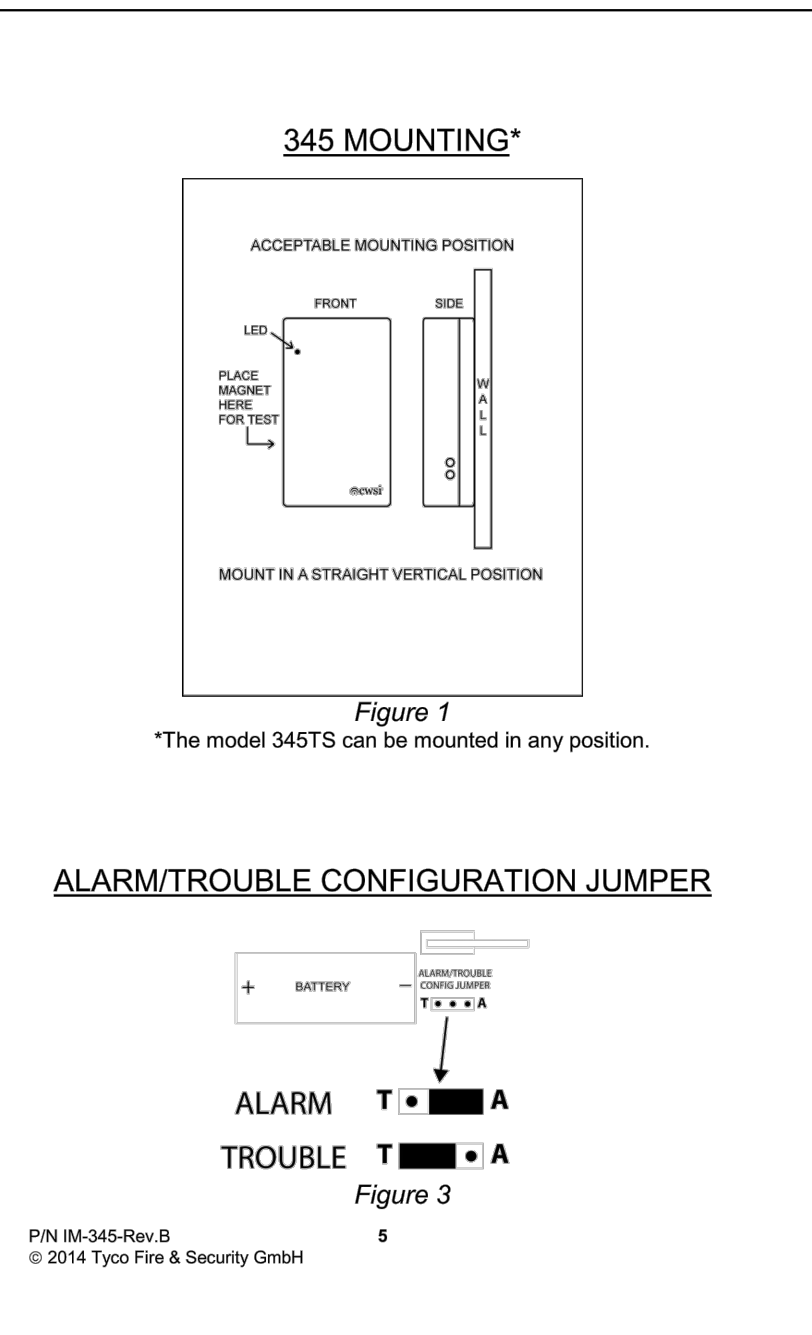 345 MOUNTING*
ACCEPTABLE MOUNTING POSITION
FRONT
SIDE
LED
PLACE
MAGNET
HERE
FOR TEST
W
A
L
L
cwsi
MOUNT IN A STRAIGHT VERTICAL POSITION
Figure 1
*The model 345TS can be mounted in any position.
ALARM/TROUBLE CONFIGURATION JUMPER
+ BATTERY −
ALARM/TROUBLE
CONFIG JUMPER
T A
ALARM T A
TROUBLE T A
Figure 3
P/N IM-345-Rev.B 5
© 2014 Tyco Fire & Security GmbH